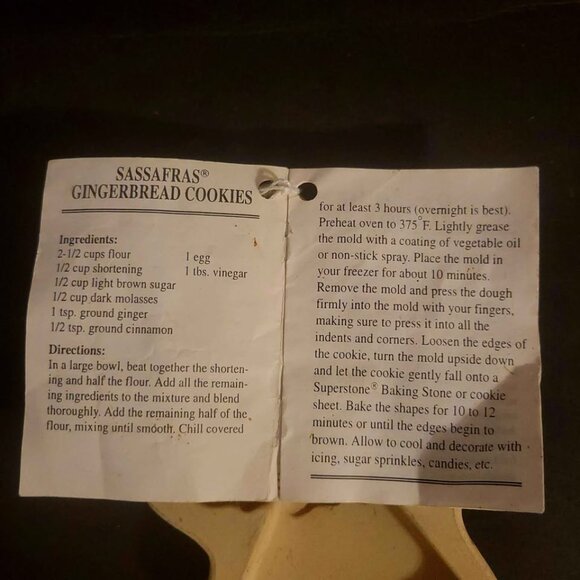 SASSAFRAS®
GINGERBREAD COOKIES
Ingredients:
2-1/2 cups flour
1/2 cup shortening
1/2 cup light brown sugar
1/2 cup dark molasses
1 tsp. ground ginger
1/2 tsp. ground cinnamon
1 egg
1 tbs. vinegar
Directions:
In a large bowl, beat together the shorten-
ing and half the flour. Add all the remain-
ing ingredients to the mixture and blend
thoroughly. Add the remaining half of the
flour, mixing until smooth. Chill covered
for at least 3 hours (overnight is best).
Preheat oven to 375°F. Lightly grease
the mold with a coating of vegetable oil
or non-stick spray. Place the mold in
your freezer for about 10 minutes.
Remove the mold and press the dough
firmly into the mold with your fingers,
making sure to press it into all the
indents and corners. Loosen the edges of
the cookie, turn the mold upside down
and let the cookie gently fall onto a
Superstone® Baking Stone or cookie
sheet. Bake the shapes for 10 to 12
minutes or until the edges begin to
brown. Allow to cool and decorate with
icing, sugar sprinkles, candies, etc.